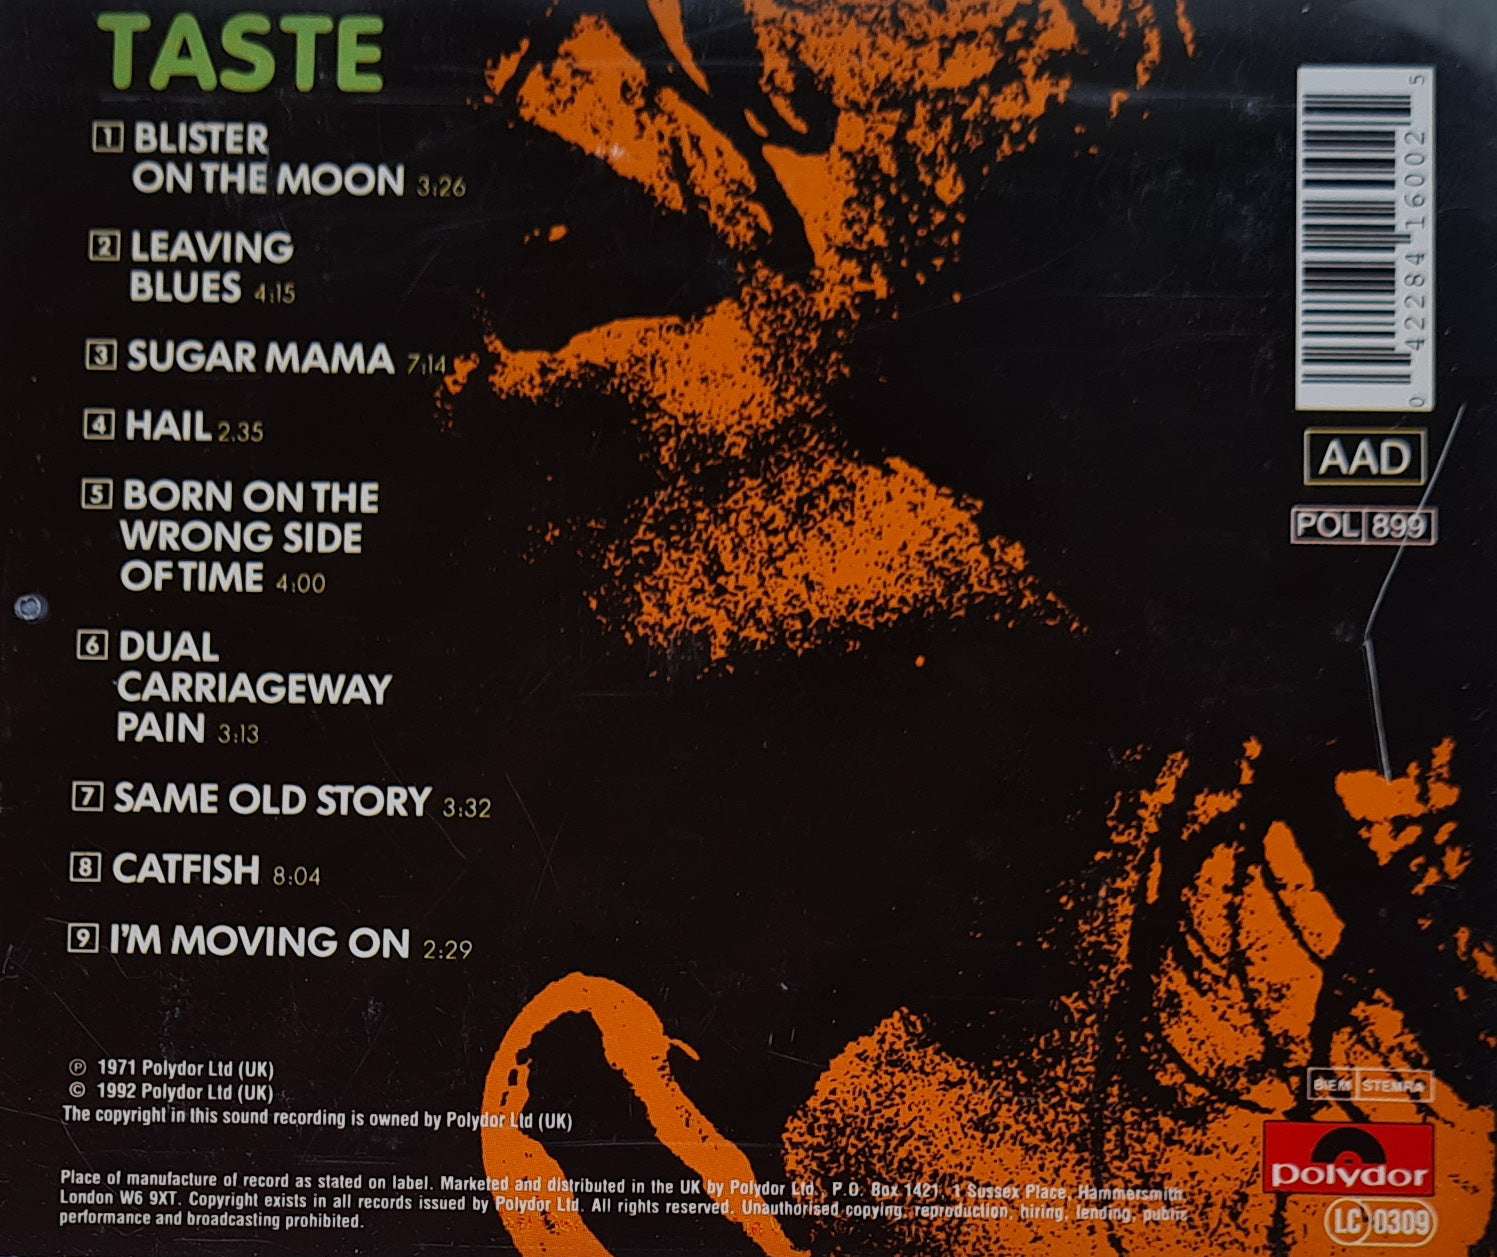 TASTE
1 BLISTER
ON THE MOON 3:26
2 LEAVING
BLUES 4:15
3 SUGAR MAMA 7:14
4 HAIL 2.35
5 BORN ON THE
WRONG SIDE
OF TIME 4:00
6 DUAL
CARRIAGEWAY
PAIN 3:13
7 SAME OLD STORY 3:32
8 CATFISH 8:04
9 I'M MOVING ON 2:29
℗ 1971 Polydor Ltd (UK)
© 1992 Polydor Ltd (UK)
The copyright in this sound recording is owned by Polydor Ltd (UK)
Place of manufacture of record as stated on label. Marketed and distributed in the UK by Polydor Ltd., P.O. Box 1421, 1 Sussex Place, Hammersmith,
London W6 9XT. Copyright exists in all records issued by Polydor Ltd. All rights reserved. Unauthorised copying, reproduction, hiring, lending, public
performance and broadcasting prohibited.
0 42284 16002 5
AAD
POL 899
BIEM STEMRA
polydor
LC 0309